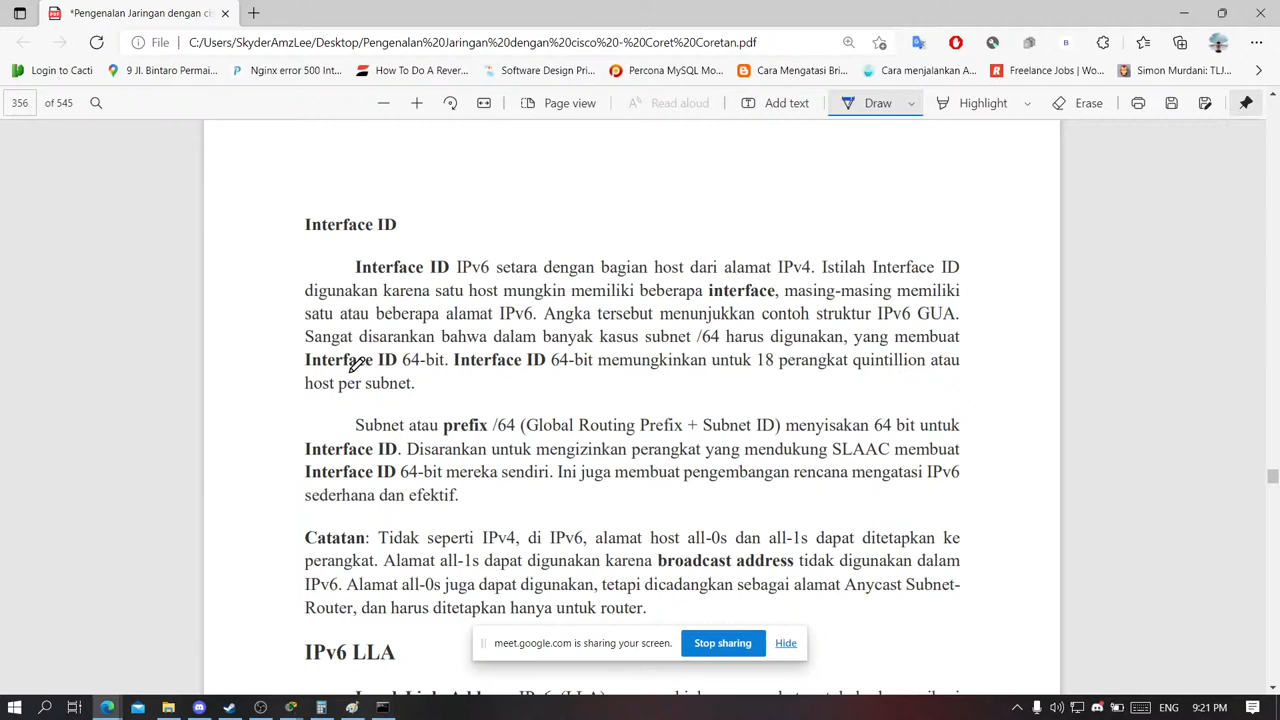 *Pengenalan Jaringan dengan cis
File
C:/Users/SkyderAmzLee/Desktop/Pengenalan%20Jaringan%20dengan%20cisco%20-%20Coret%20Coretan.pdf
Login to Cacti
9 Jl. Bintaro Permai...
Nginx error 500 Int...
How To Do A Rever...
Software Design Pri...
Percona MySQL Mo...
Cara Mengatasi Bri...
Cara menjalankan A...
Freelance Jobs | Wo...
Simon Murdani: TLJ...
356 of 545
Page view
Read aloud
Add text
Draw
Highlight
Erase
Interface ID
Interface ID IPv6 setara dengan bagian host dari alamat IPv4. Istilah Interface ID
digunakan karena satu host mungkin memiliki beberapa interface, masing-masing memiliki
satu atau beberapa alamat IPv6. Angka tersebut menunjukkan contoh struktur IPv6 GUA.
Sangat disarankan bahwa dalam banyak kasus subnet /64 harus digunakan, yang membuat
Interface ID 64-bit. Interface ID 64-bit memungkinkan untuk 18 perangkat quintillion atau
host per subnet.
Subnet atau prefix /64 (Global Routing Prefix + Subnet ID) menyisakan 64 bit untuk
Interface ID. Disarankan untuk mengizinkan perangkat yang mendukung SLAAC membuat
Interface ID 64-bit mereka sendiri. Ini juga membuat pengembangan rencana mengatasi IPv6
sederhana dan efektif.
Catatan: Tidak seperti IPv4, di IPv6, alamat host all-0s dan all-1s dapat ditetapkan ke
perangkat. Alamat all-1s dapat digunakan karena broadcast address tidak digunakan dalam
IPv6. Alamat all-0s juga dapat digunakan, tetapi dicadangkan sebagai alamat Anycast Subnet-
Router, dan harus ditetapkan hanya untuk router.
meet.google.com is sharing your screen.
Stop sharing
Hide
IPv6 LLA
ENG
9:21 PM